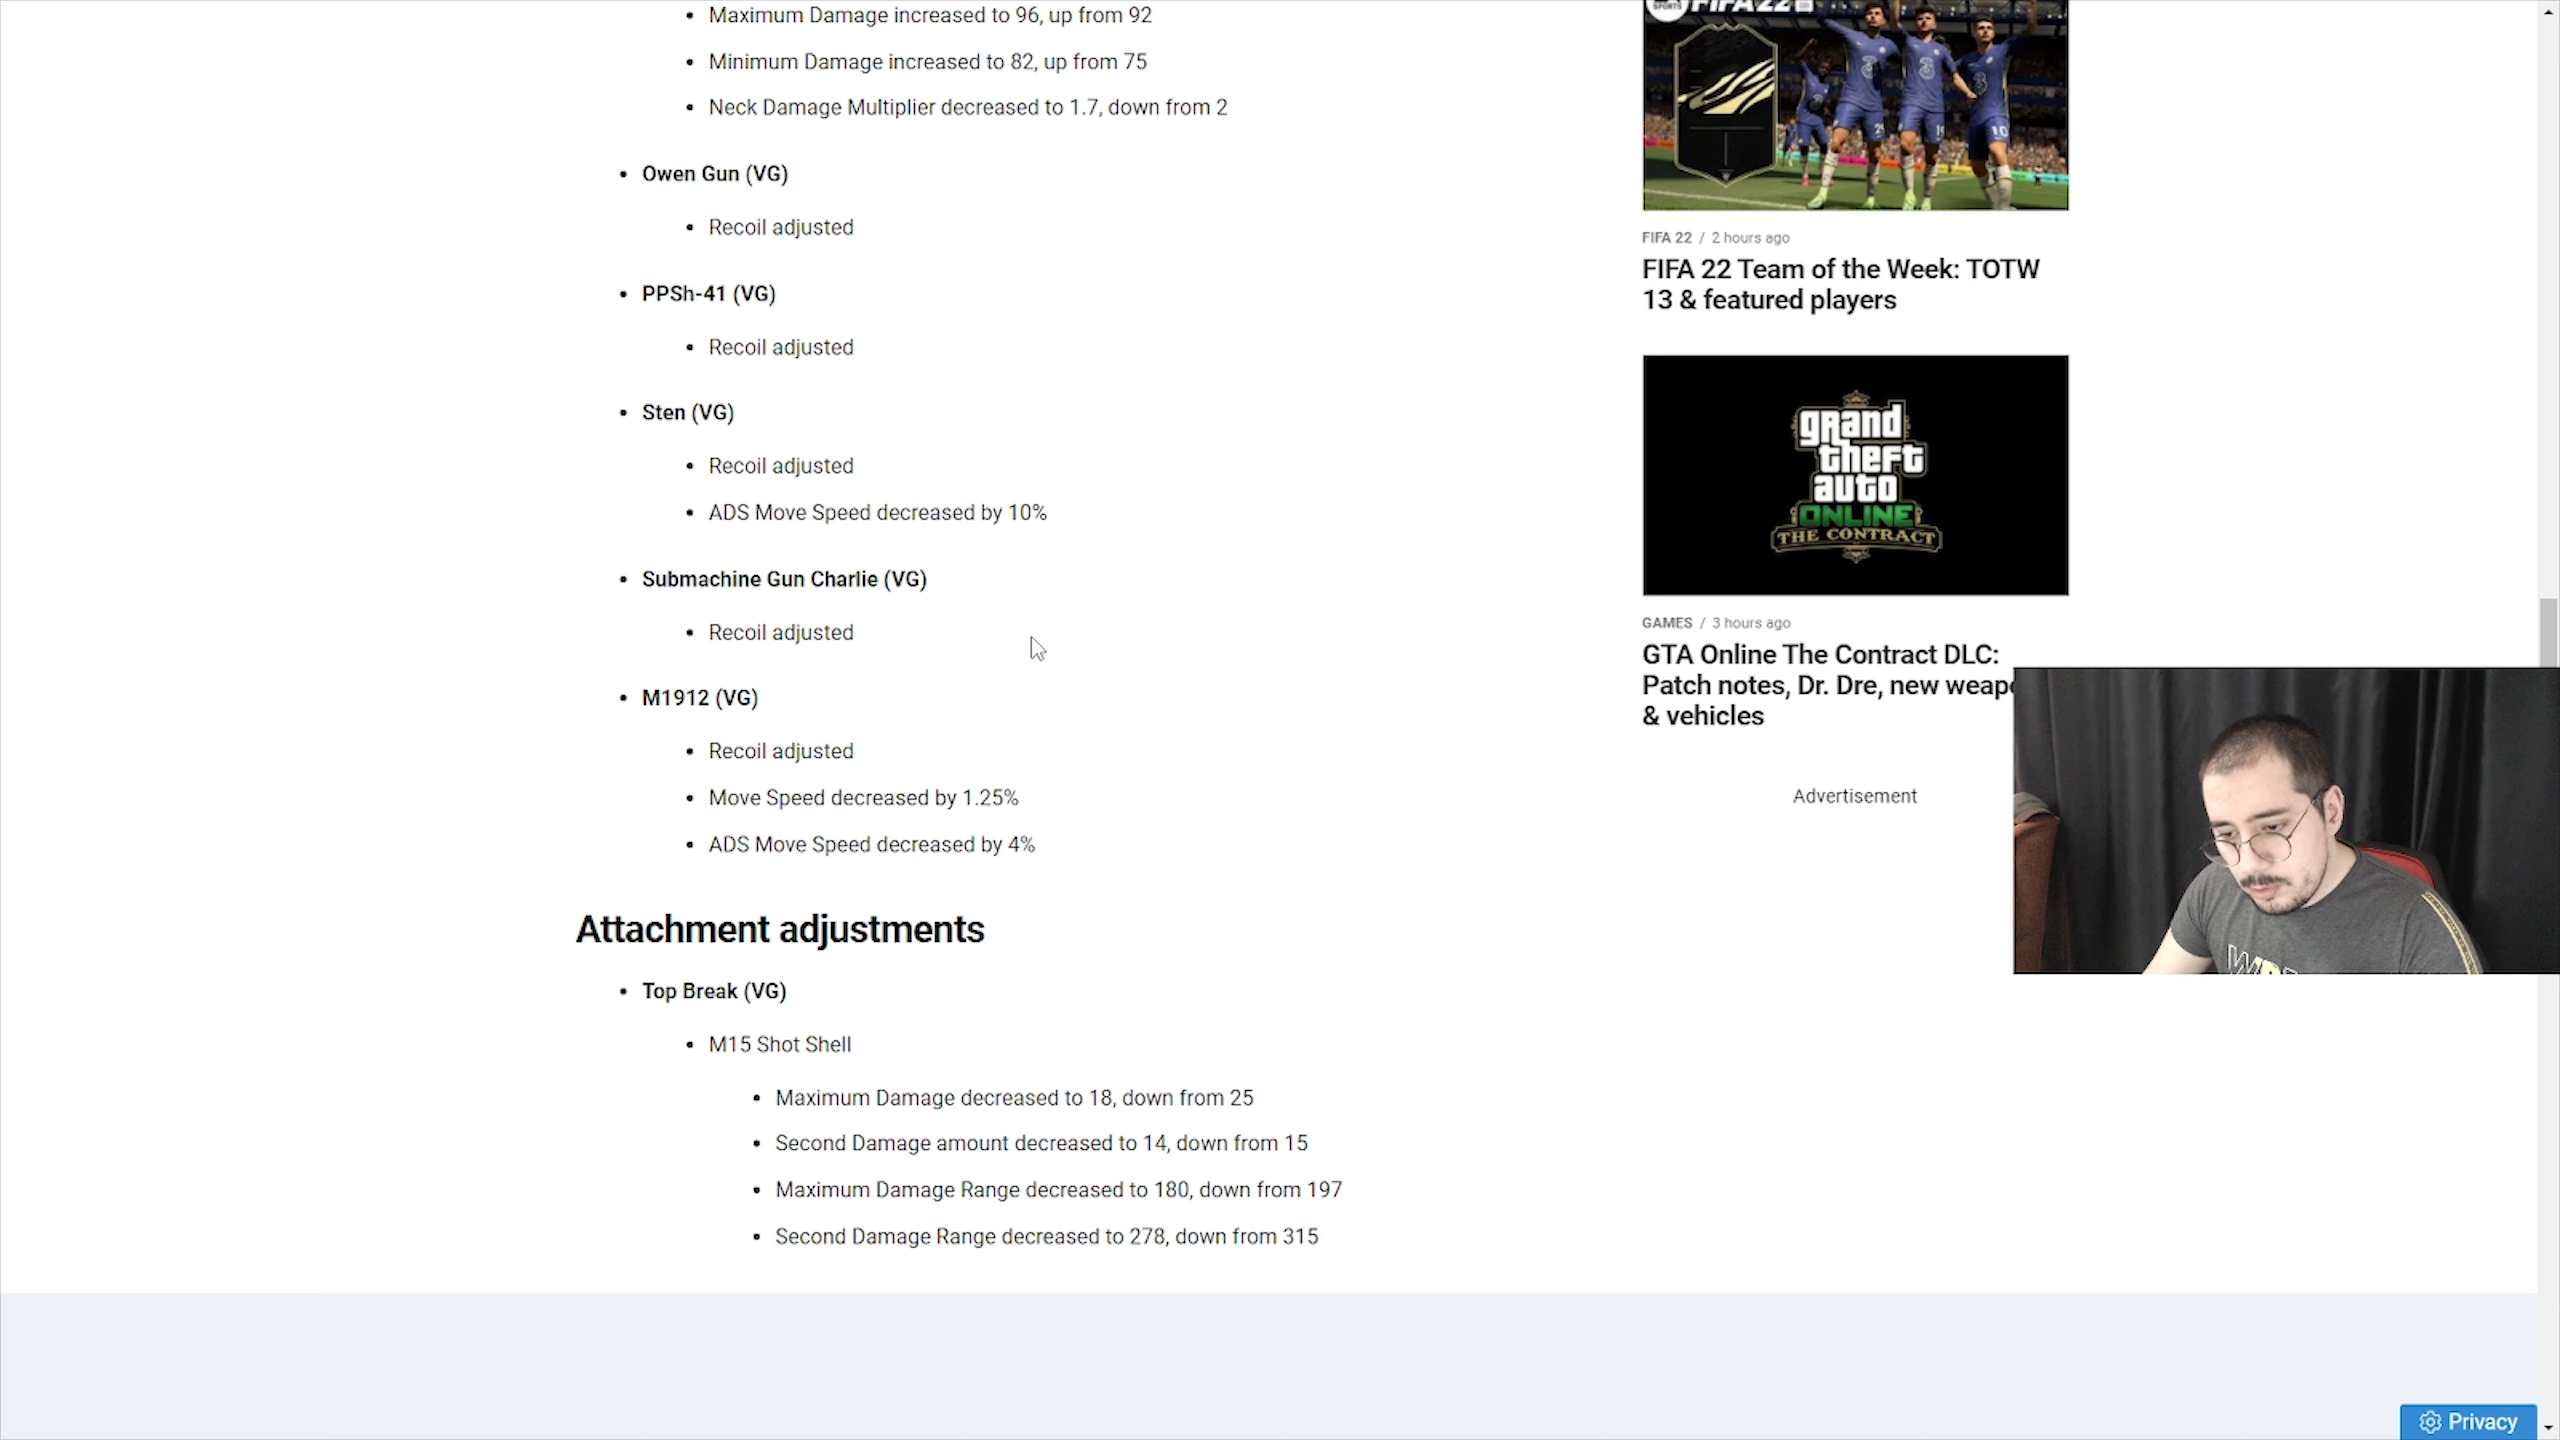 Maximum Damage increased to 96, up from 92
Minimum Damage increased to 82, up from 75
Neck Damage Multiplier decreased to 1.7, down from 2
Owen Gun (VG)
Recoil adjusted
PPSh-41 (VG)
Recoil adjusted
Sten (VG)
Recoil adjusted
ADS Move Speed decreased by 10%
Submachine Gun Charlie (VG)
Recoil adjusted
M1912 (VG)
Recoil adjusted
Move Speed decreased by 1.25%
ADS Move Speed decreased by 4%
Attachment adjustments
Top Break (VG)
M15 Shot Shell
Maximum Damage decreased to 18, down from 25
Second Damage amount decreased to 14, down from 15
Maximum Damage Range decreased to 180, down from 197
Second Damage Range decreased to 278, down from 315
SPORTS FIFA 22
3 3 3
10
FIFA 22 / 2 hours ago
FIFA 22 Team of the Week: TOTW
13 & featured players
grand
theft
auto
ONLINE
THE CONTRACT
GAMES / 3 hours ago
GTA Online The Contract DLC:
Patch notes, Dr. Dre, new
& vehicles
Advertisement
Privacy